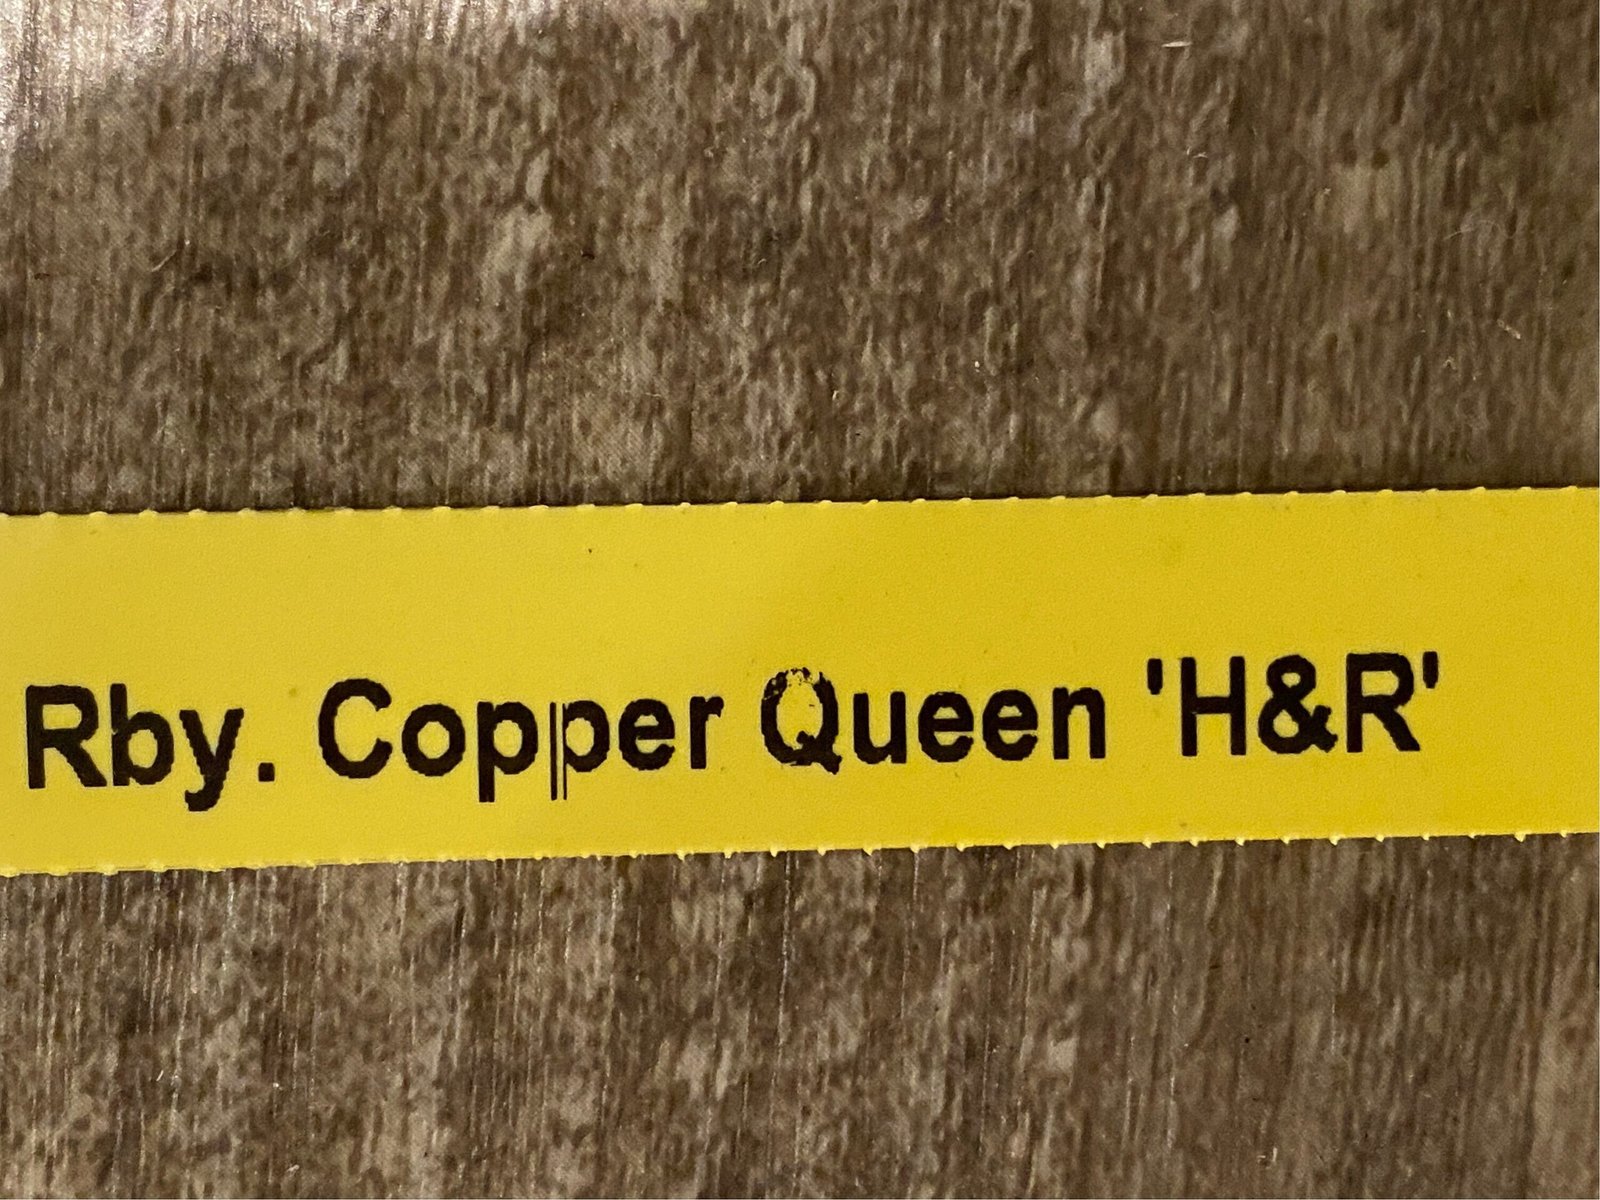 Rby. Copper Queen 'H&R'